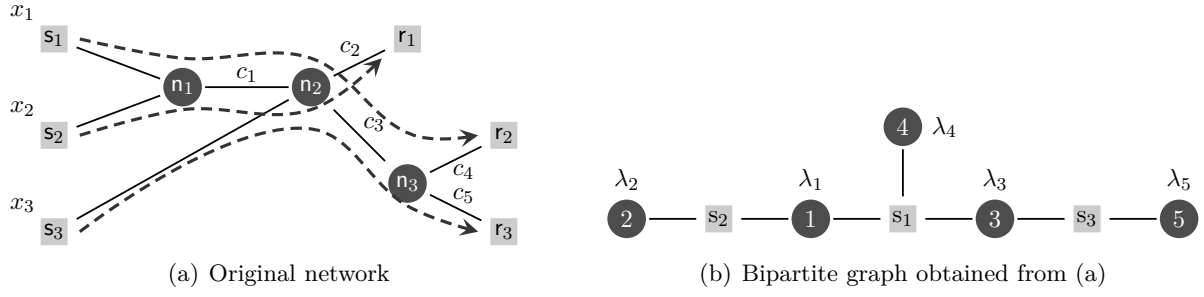 x₁
s₁
c₂
r₁
n₁
c₁
n₂
x₂
s₂
c₃
r₂
n₃
c₄
c₅
x₃
s₃
r₃
(a) Original network
4 λ₄
λ₂ λ₁ λ₃ λ₅
2 s₂ 1 s₁ 3 s₃ 5
(b) Bipartite graph obtained from (a)